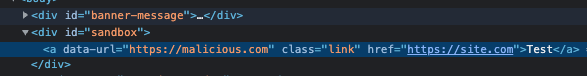 <body>
▶<div id="banner-message">…</div>
▼<div id="sandbox">
<a data-url="https://malicious.com" class="link" href="https://site.com">Test</a>
</div>